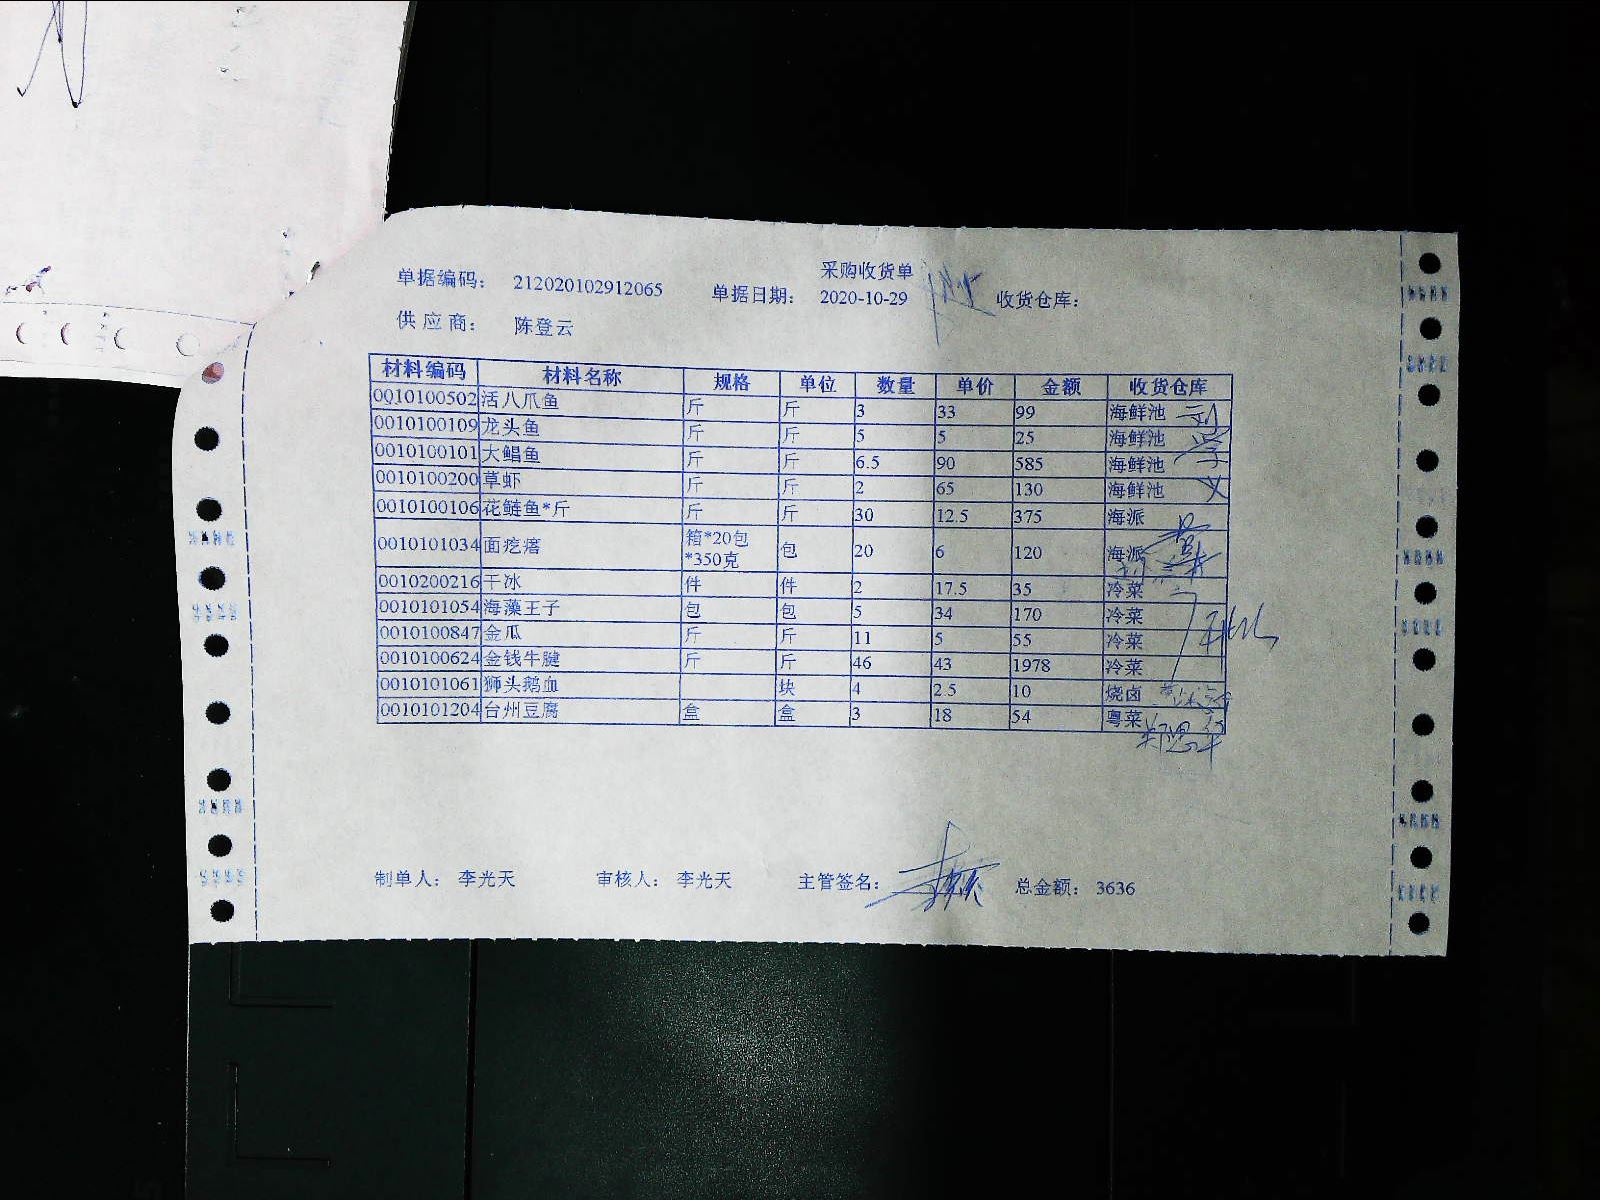 采购收货单
单据编码: 212020102912065 单据日期: 2020-10-29 收货仓库:
供应商: 陈登云
材料编码 材料名称 规格 单位 数量 单价 金额 收货仓库
0010100502 活八爪鱼 斤 斤 3 33 99 海鲜池
0010100109 龙头鱼 斤 斤 5 5 25 海鲜池
0010100101 大鲳鱼 斤 斤 6.5 90 585 海鲜池
0010100200 草虾 斤 斤 2 65 130 海鲜池
0010100106 花鲢鱼*斤 斤 斤 30 12.5 375 海派
0010101034 面疙瘩 箱*20包*350克 包 20 6 120 海派
0010200216 干冰 件 件 2 17.5 35 冷菜
0010101054 海藻王子 包 包 5 34 170 冷菜
0010100847 金瓜 斤 斤 11 5 55 冷菜
0010100624 金钱牛腱 斤 斤 46 43 1978 冷菜
0010101061 狮头鹅血 块 4 2.5 10 烧卤
0010101204 台州豆腐 盒 盒 3 18 54 粤菜
制单人: 李光天 审核人: 李光天 主管签名: 总金额: 3636